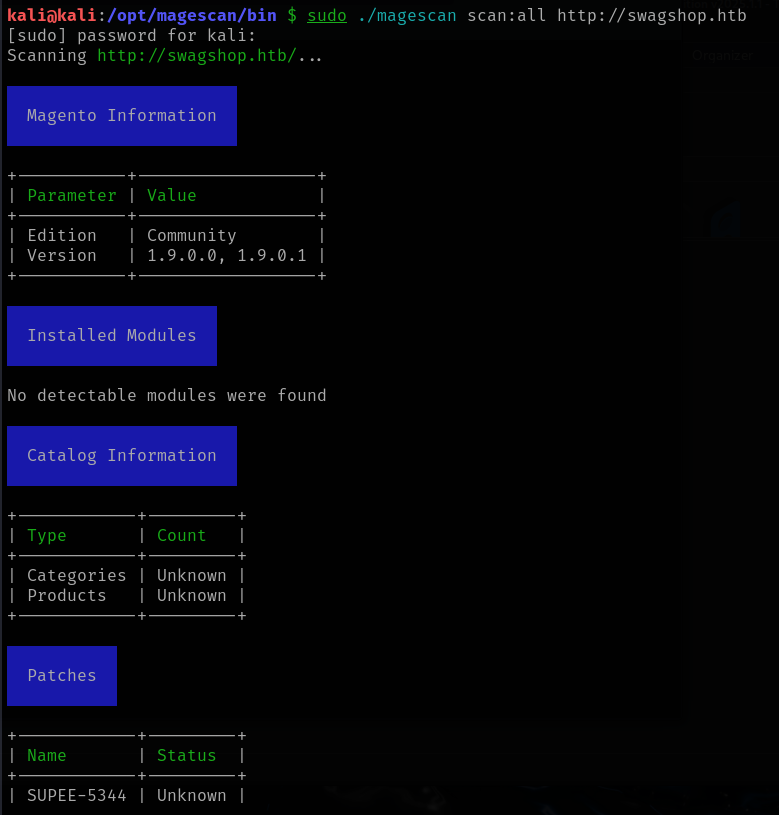 kali@kali:/opt/magescan/bin $ sudo ./magescan scan:all http://swagshop.htb
[sudo] password for kali:
Scanning http://swagshop.htb/...
Magento Information
+-----------+------------------+
| Parameter | Value            |
+-----------+------------------+
| Edition   | Community        |
| Version   | 1.9.0.0, 1.9.0.1 |
+-----------+------------------+
Installed Modules
No detectable modules were found
Catalog Information
+------------+---------+
| Type       | Count   |
+------------+---------+
| Categories | Unknown |
| Products   | Unknown |
+------------+---------+
Patches
+------------+---------+
| Name       | Status  |
+------------+---------+
| SUPEE-5344 | Unknown |